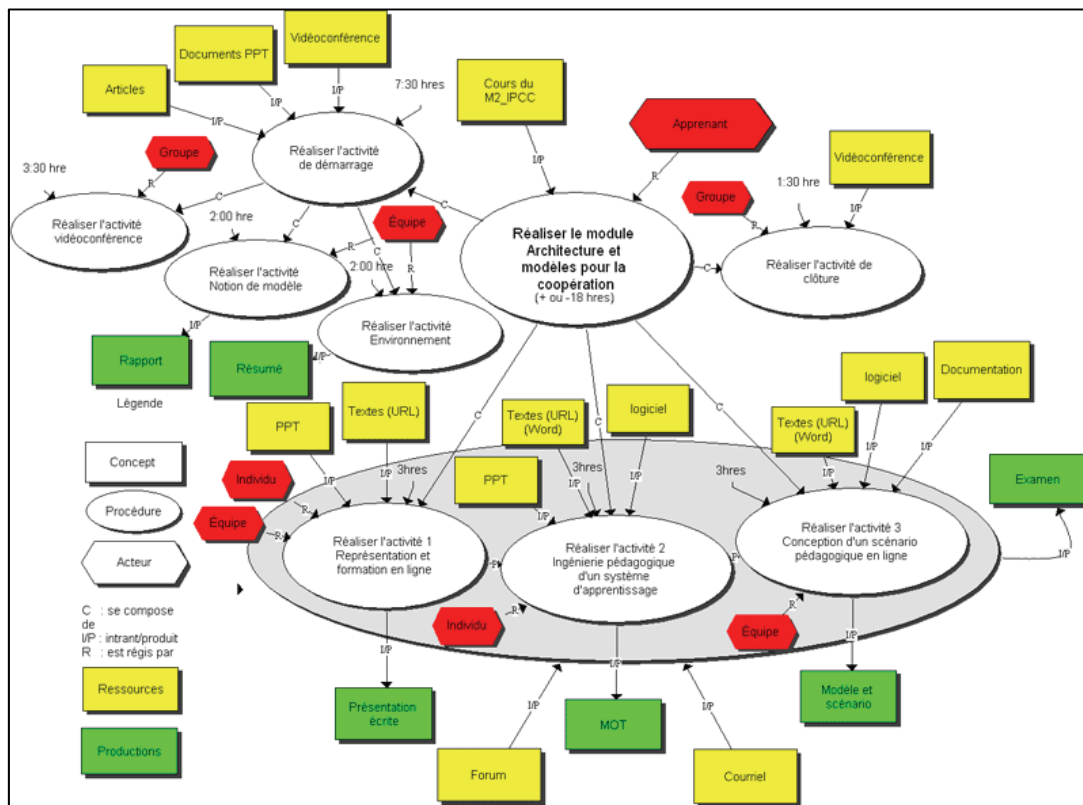 Vidéoconférence
Documents PPT
Articles
I/P
I/P
I/P
7:30 hres
Réaliser l'activité
de démarrage
Cours du
M2_IPCC
I/P
Apprenant
R
Vidéoconférence
I/P
1:30 hre
Groupe
R
Réaliser l'activité de
clôture
C
3:30 hre
Groupe
R
Réaliser l'activité
vidéoconférence
C
2:00 hre
C
Réaliser l'activité
Notion de modèle
Équipe
R
R
C
2:00 hre
Réaliser l'activité
Environnement
C
Réaliser le module
Architecture et
modèles pour la
coopération
(+ ou -18 hres)
I/P
Rapport
I/P
Résumé
Légende
Concept
Procédure
Acteur
C : se compose
de
I/P : intrant/produit
R : est régis par
Ressources
Productions
PPT
I/P
Textes (URL)
I/P
3hres
C
Individu
R
Équipe
R
Réaliser l'activité 1
Représentation et
formation en ligne
P
PPT
I/P
Textes (URL)
(Word)
I/P
3hres
C
logiciel
I/P
Réaliser l'activité 2
Ingénierie pédagogique
d'un système
d'apprentissage
Individu
R
P
3hres
C
Textes (URL)
(Word)
I/P
logiciel
I/P
Documentation
I/P
Réaliser l'activité 3
Conception d'un scénario
pédagogique en ligne
Équipe
R
Examen
I/P
I/P
Présentation
écrite
I/P
MOT
I/P
Modèle et
scénario
I/P
Forum
I/P
Courriel